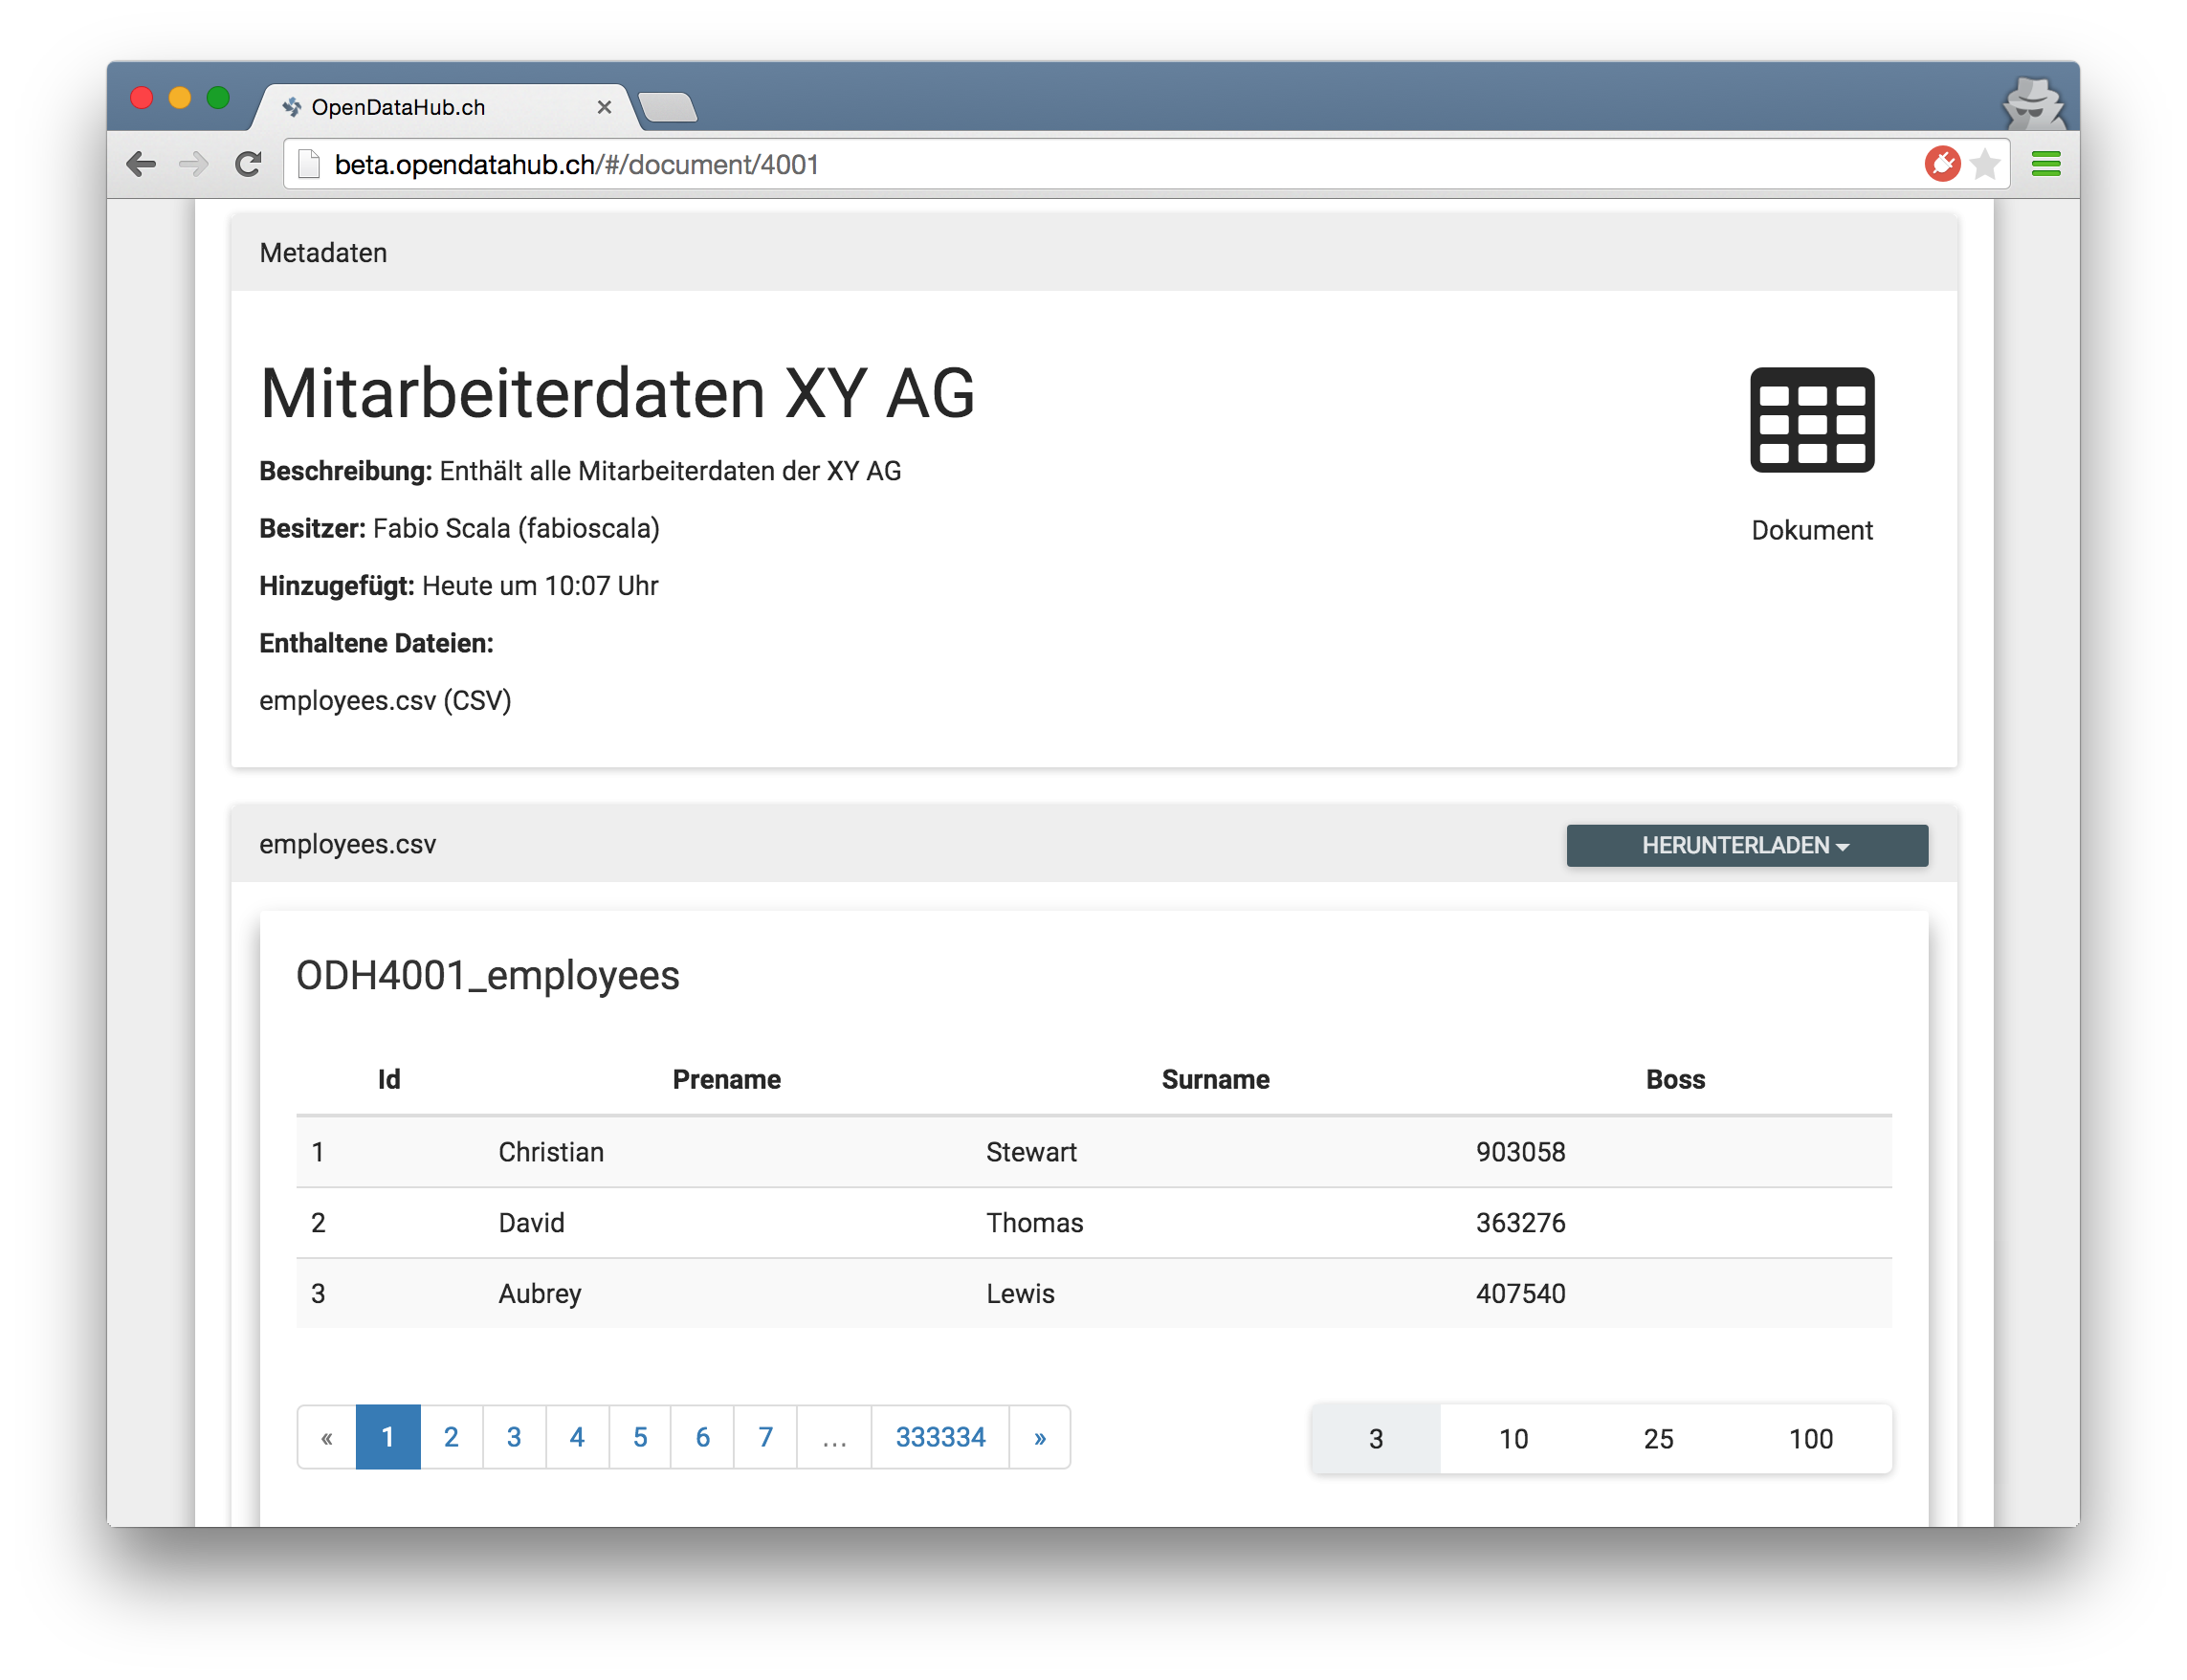 OpenDataHub.ch
beta.opendatahub.ch/#/document/4001
Metadaten
Mitarbeiterdaten XY AG
Beschreibung: Enthält alle Mitarbeiterdaten der XY AG
Besitzer: Fabio Scala (fabioscala)
Hinzugefügt: Heute um 10:07 Uhr
Enthaltene Dateien:
employees.csv (CSV)
Dokument
employees.csv HERUNTERLADEN
ODH4001_employees
Id Prename Surname Boss
1 Christian Stewart 903058
2 David Thomas 363276
3 Aubrey Lewis 407540
« 1 2 3 4 5 6 7 ... 333334 » 3 10 25 100